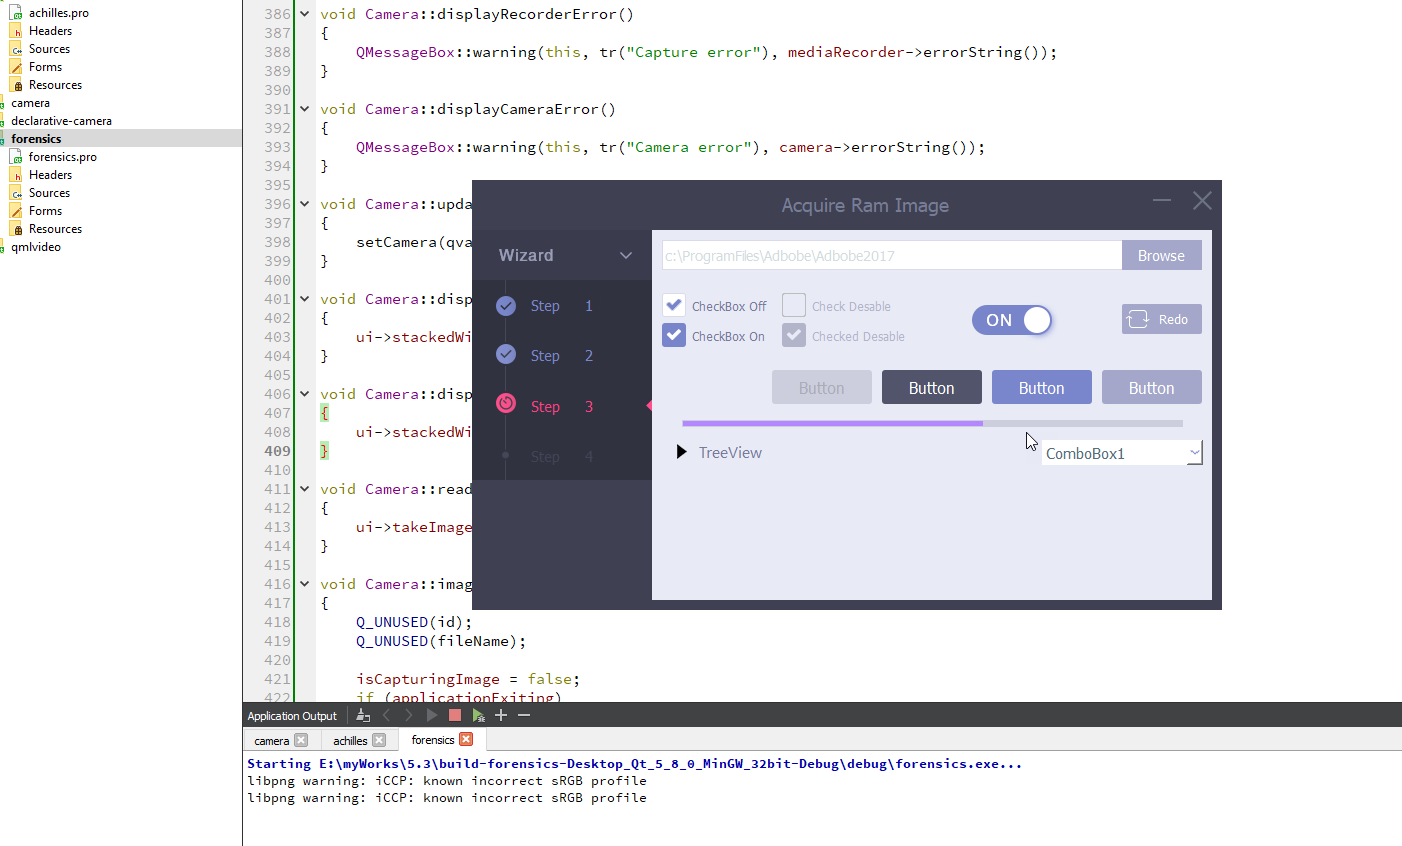 achilles.pro
Headers
Sources
Forms
Resources
camera
declarative-camera
forensics
forensics.pro
Headers
Sources
Forms
Resources
qmlvideo
386 void Camera::displayRecorderError()
387 {
388 QMessageBox::warning(this, tr("Capture error"), mediaRecorder->errorString());
389 }
390
391 void Camera::displayCameraError()
392 {
393 QMessageBox::warning(this, tr("Camera error"), camera->errorString());
394 }
395
396 void Camera::upda
397 {
398 setCamera(qva
399 }
400
401 void Camera::disp
402 {
403 ui->stackedWi
404 }
405
406 void Camera::disp
407 {
408 ui->stackedWi
409 }
410
411 void Camera::read
412 {
413 ui->takeImage
414 }
415
416 void Camera::imag
417 {
418 Q_UNUSED(id);
419 Q_UNUSED(fileName);
420
421 isCapturingImage = false;
422 if (applicationExiting)
Acquire Ram Image
Wizard
Step 1
Step 2
Step 3
Step 4
c:\ProgramFiles\Adbobe\Adbobe2017 Browse
CheckBox Off Check Desable
CheckBox On Checked Desable
ON
Redo
Button Button Button Button
TreeView
ComboBox1
Application Output
camera achilles forensics
Starting E:\myWorks\5.3\build-forensics-Desktop_Qt_5_8_0_MinGW_32bit-Debug\debug\forensics.exe...
libpng warning: iCCP: known incorrect sRGB profile
libpng warning: iCCP: known incorrect sRGB profile